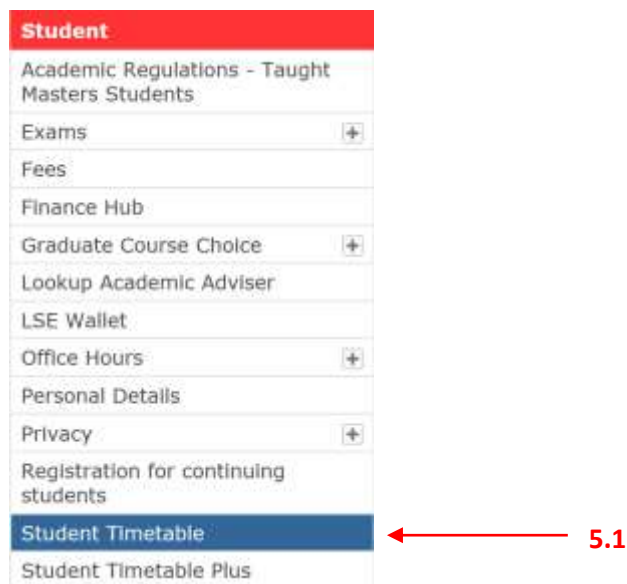 Student
Academic Regulations - Taught
Masters Students
Exams
Fees
Finance Hub
Graduate Course Choice
Lookup Academic Adviser
LSE Wallet
Office Hours
Personal Details
Privacy
Registration for continuing
students
Student Timetable
5.1
Student Timetable Plus